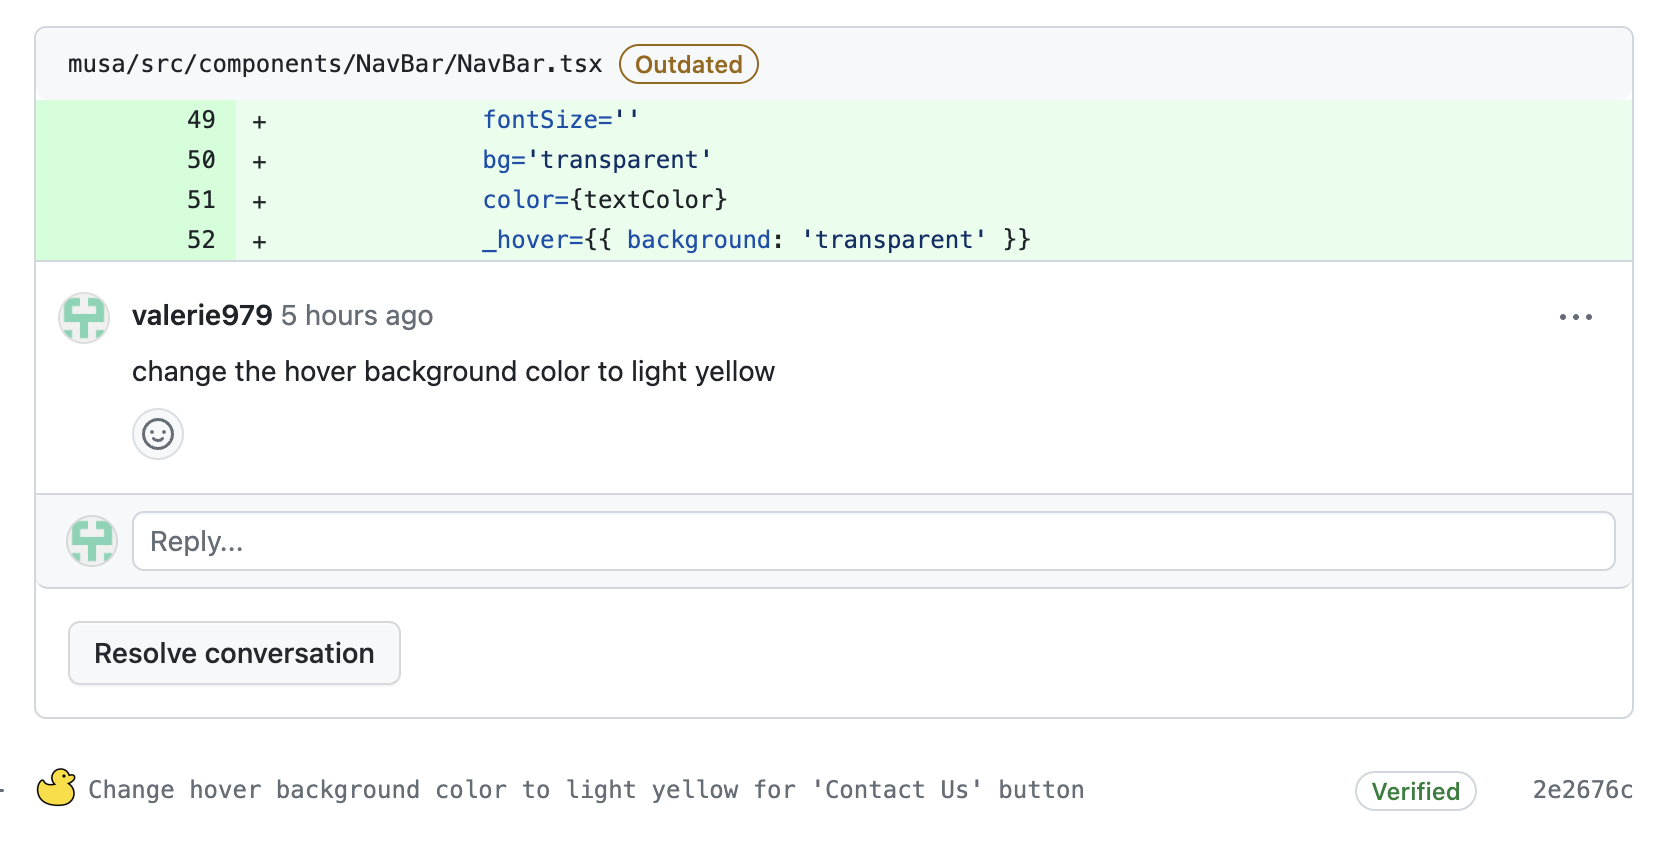 musa/src/components/NavBar/NavBar.tsx Outdated
49 + fontSize=''
50 + bg='transparent'
51 + color={textColor}
52 + _hover={{ background: 'transparent' }}
valerie979 5 hours ago
change the hover background color to light yellow
Reply...
Resolve conversation
Change hover background color to light yellow for 'Contact Us' button Verified 2e2676c